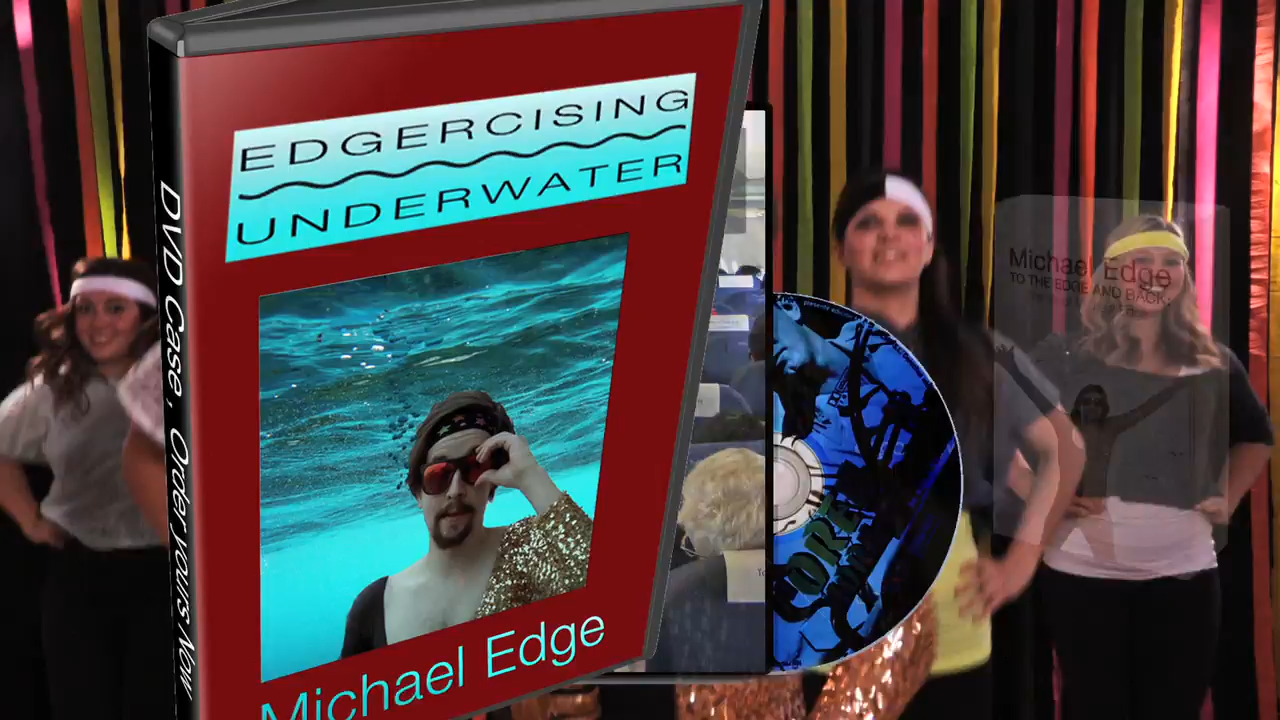 EDGERCISING
UNDERWATER
Michael Edge
DVD Case, Order yours Now
Michael Edge
TO THE EDGE AND BACK: